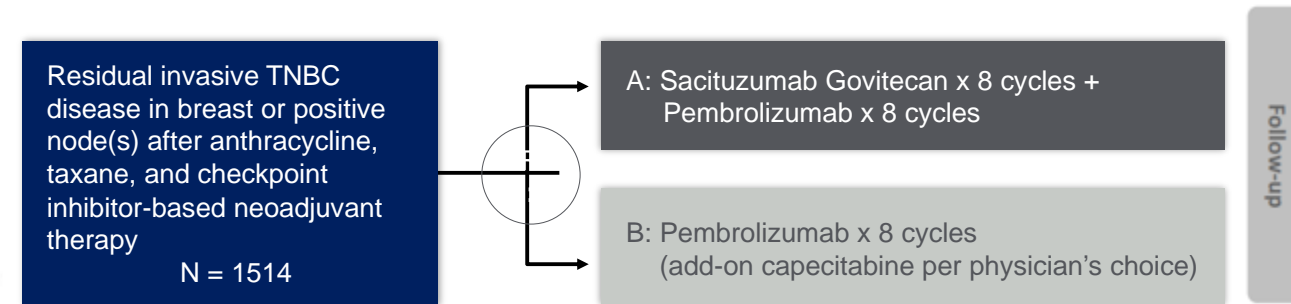 Residual invasive TNBC
disease in breast or positive
node(s) after anthracycline,
taxane, and checkpoint
inhibitor-based neoadjuvant
therapy
N = 1514
A: Sacituzumab Govitecan x 8 cycles +
Pembrolizumab x 8 cycles
B: Pembrolizumab x 8 cycles
(add-on capecitabine per physician's choice)
Follow-up